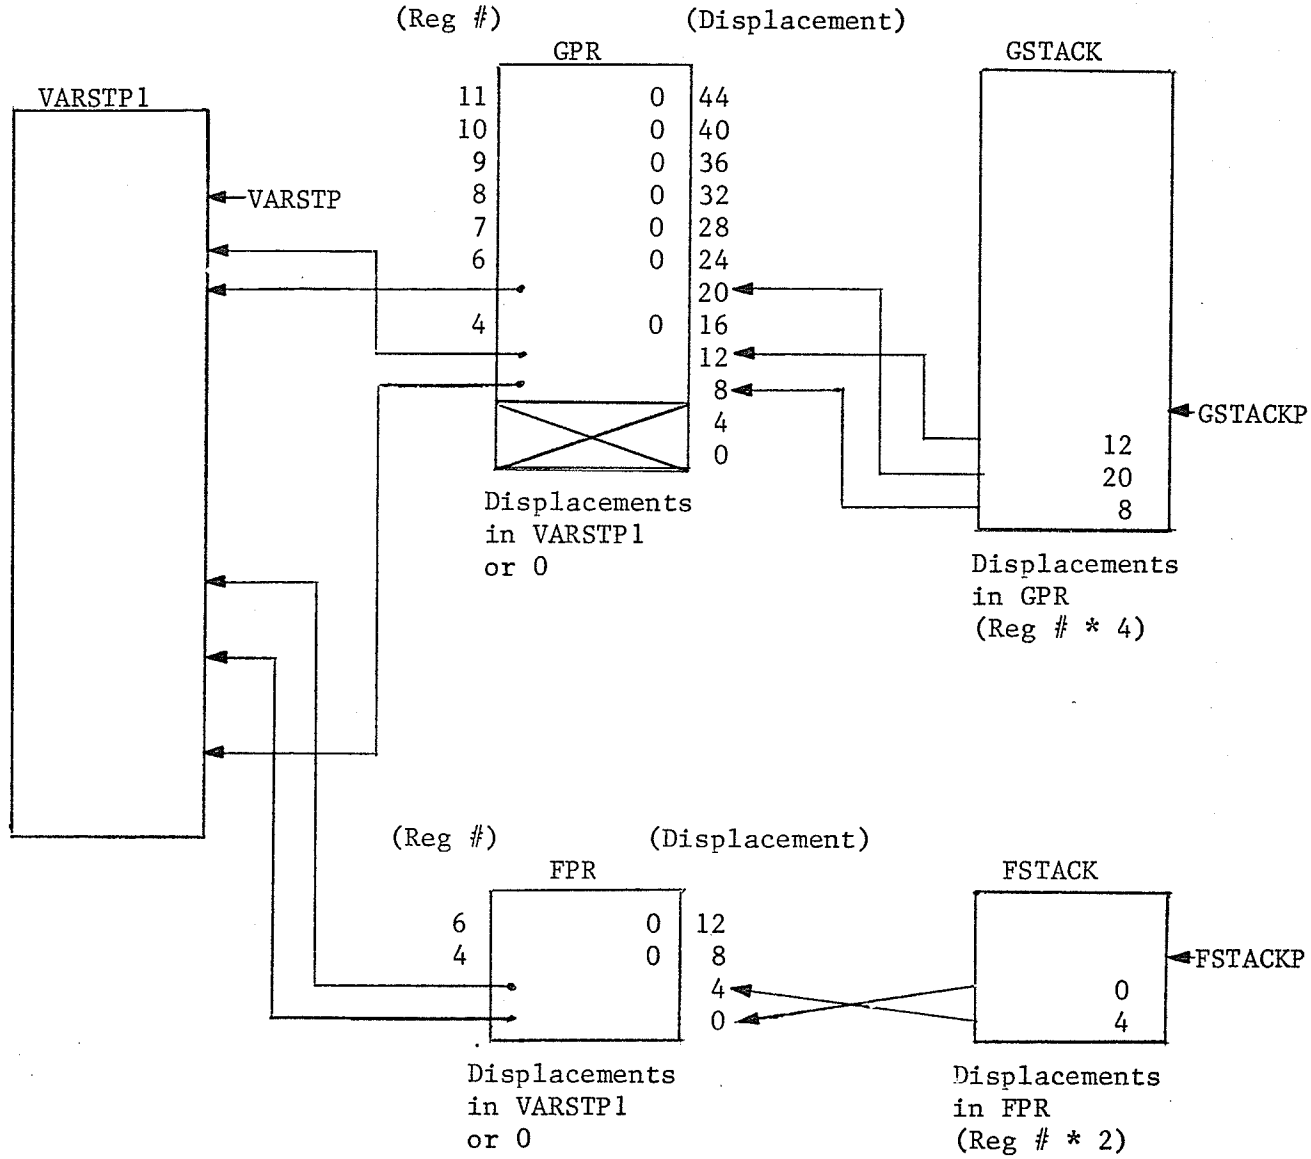 (Reg #) (Displacement)
GPR GSTACK
VARSTP1
11 0 44
10 0 40
9 0 36
8 0 32
VARSTP
7 0 28
6 0 24
20
4 0 16
12
8
4
0
GSTACKP
12
20
8
Displacements
in VARSTP1
or 0
Displacements
in GPR
(Reg # * 4)
(Reg #) (Displacement)
FPR FSTACK
6 0 12
4 0 8
4
0
FSTACKP
0
4
Displacements
in VARSTP1
or 0
Displacements
in FPR
(Reg # * 2)